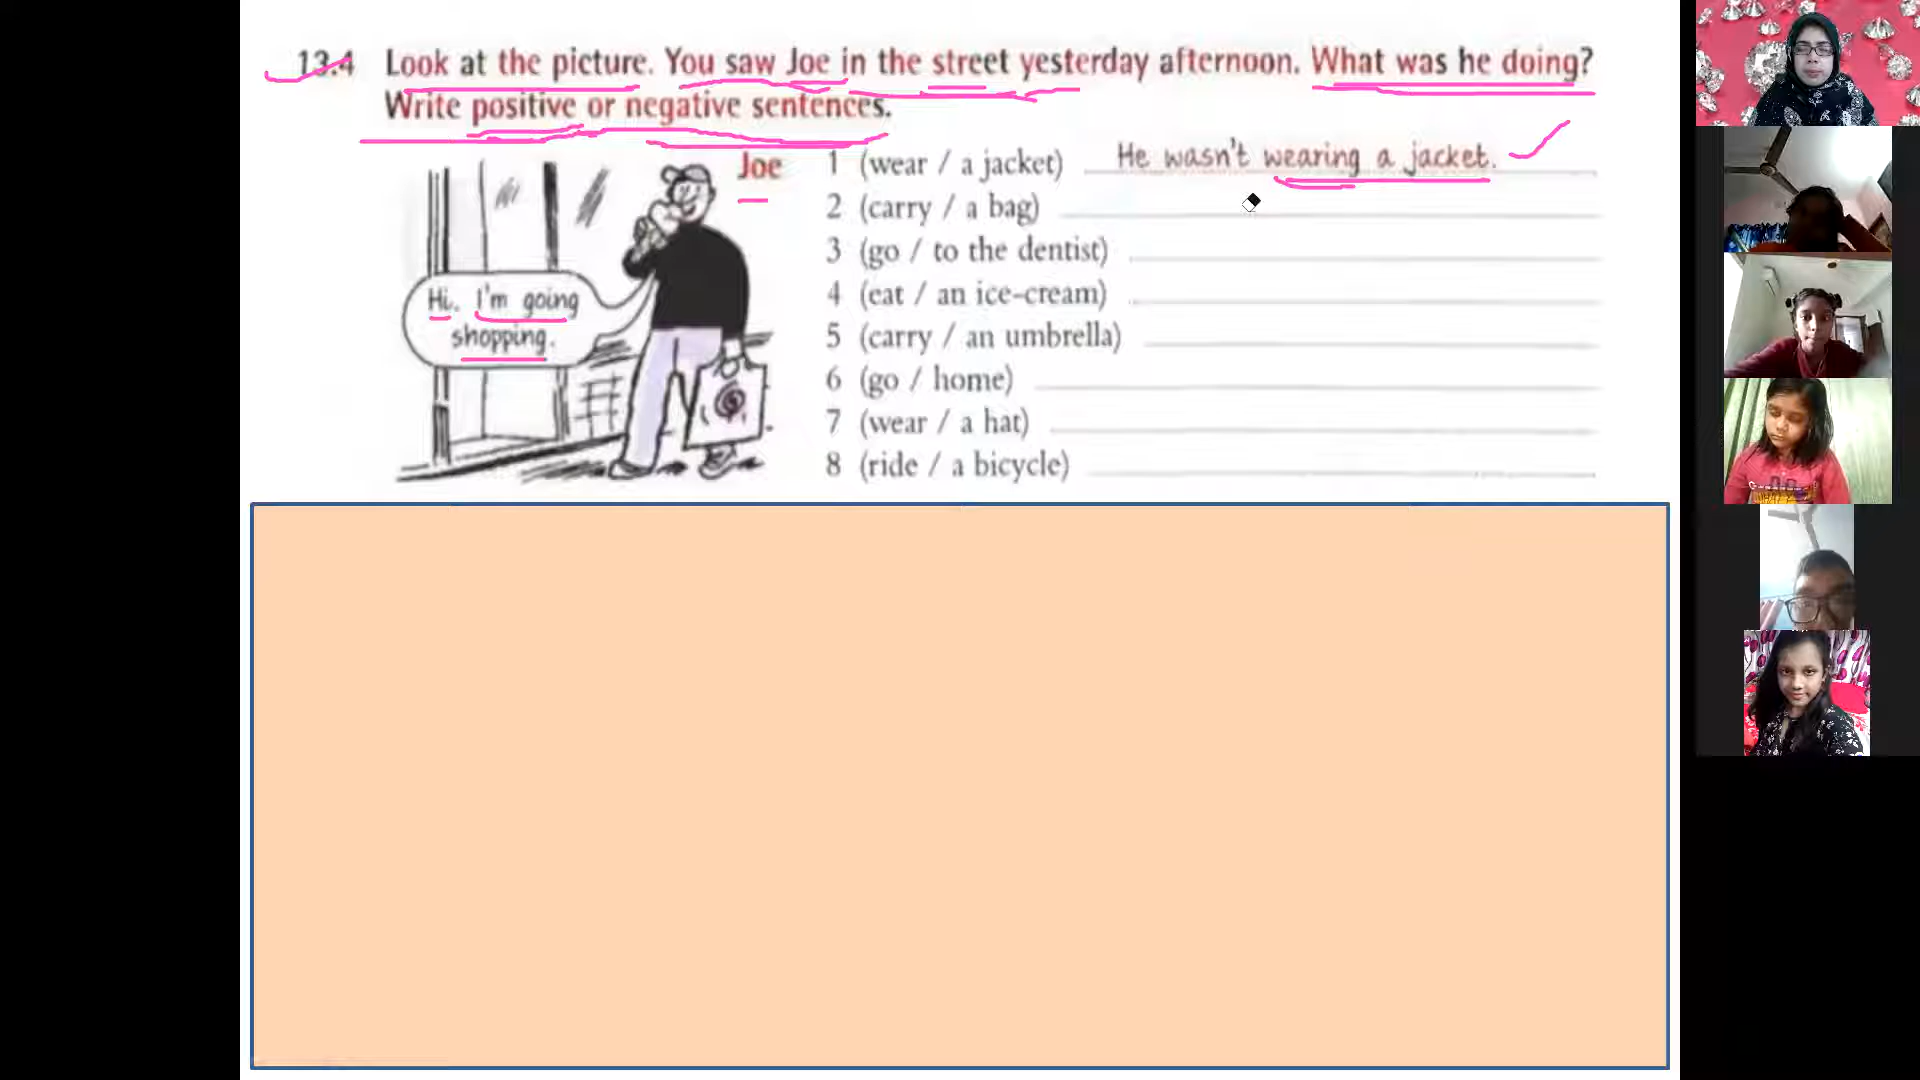 13.4 Look at the picture. You saw Joe in the street yesterday afternoon. What was he doing?
Write positive or negative sentences.
Joe
Hi. I'm going
shopping.
1 (wear / a jacket) He wasn't wearing a jacket.
2 (carry / a bag)
3 (go / to the dentist)
4 (eat / an ice-cream)
5 (carry / an umbrella)
6 (go / home)
7 (wear / a hat)
8 (ride / a bicycle)